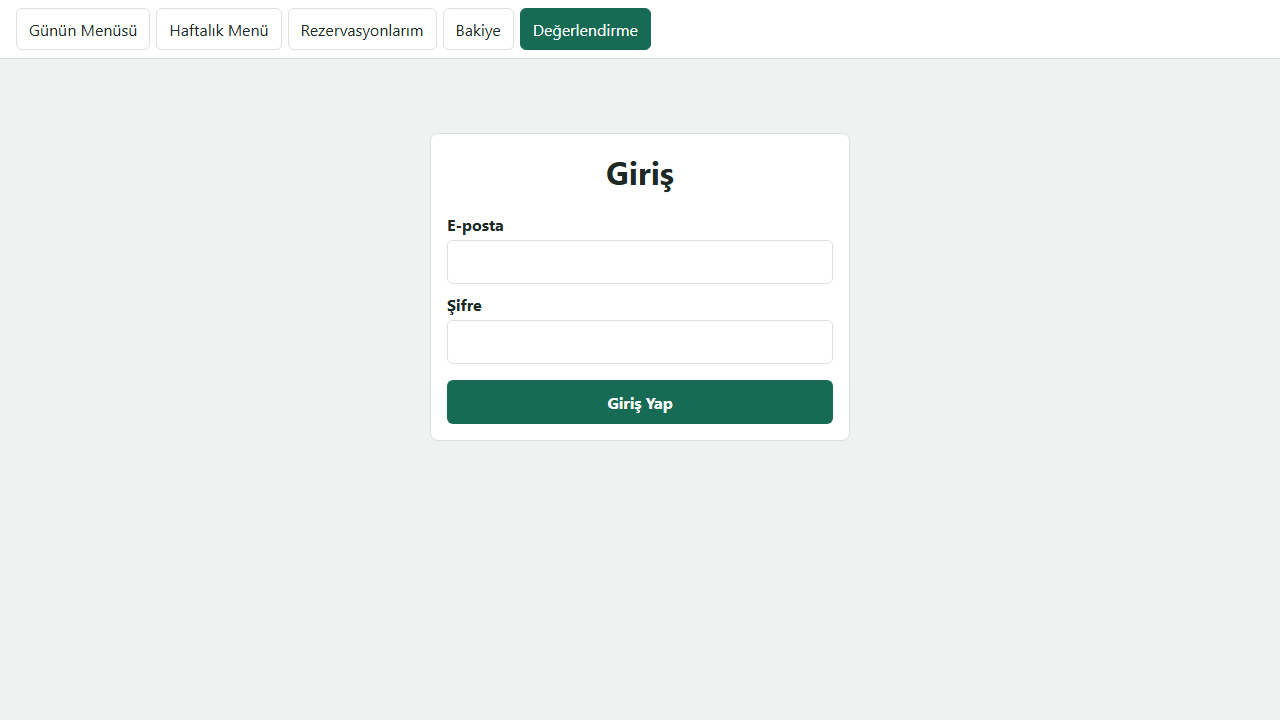 Günün Menüsü Haftalık Menü Rezervasyonlarım Bakiye Değerlendirme
Giriş
E-posta
Şifre
Giriş Yap